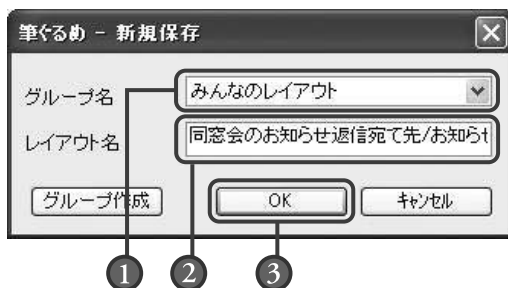 筆ぐるめ - 新規保存
グループ名
みんなのレイアウト
レイアウト名
同窓会のお知らせ返信宛て先/お知らせ
グループ作成
OK
キャンセル
1
2
3